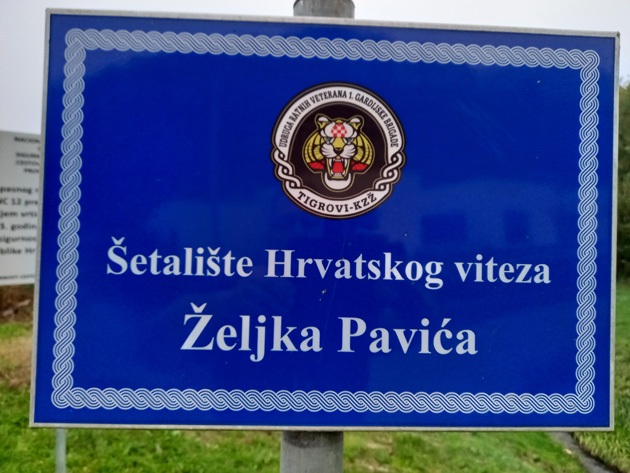 UDRUGA RATNIH VETERANA 1. GARDIJSKE BRIGADE
TIGROVI-KZŽ
Šetalište Hrvatskog viteza
Željka Pavića